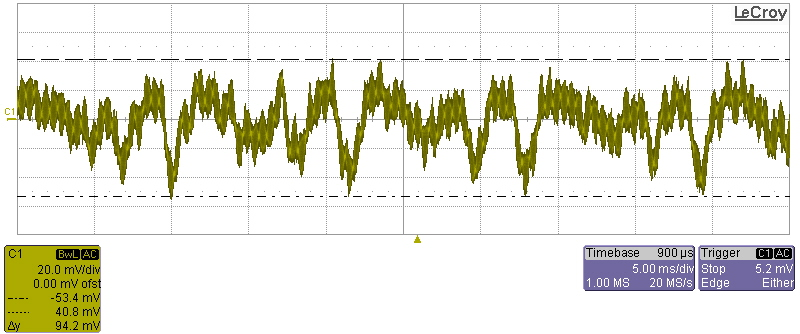 LeCroy
C1
C1 BwL AC
20.0 mV/div
0.00 mV ofst
-53.4 mV
40.8 mV
Δy 94.2 mV
Timebase 900 µs
5.00 ms/div
1.00 MS 20 MS/s
Trigger C1 AC
Stop 5.2 mV
Edge Either